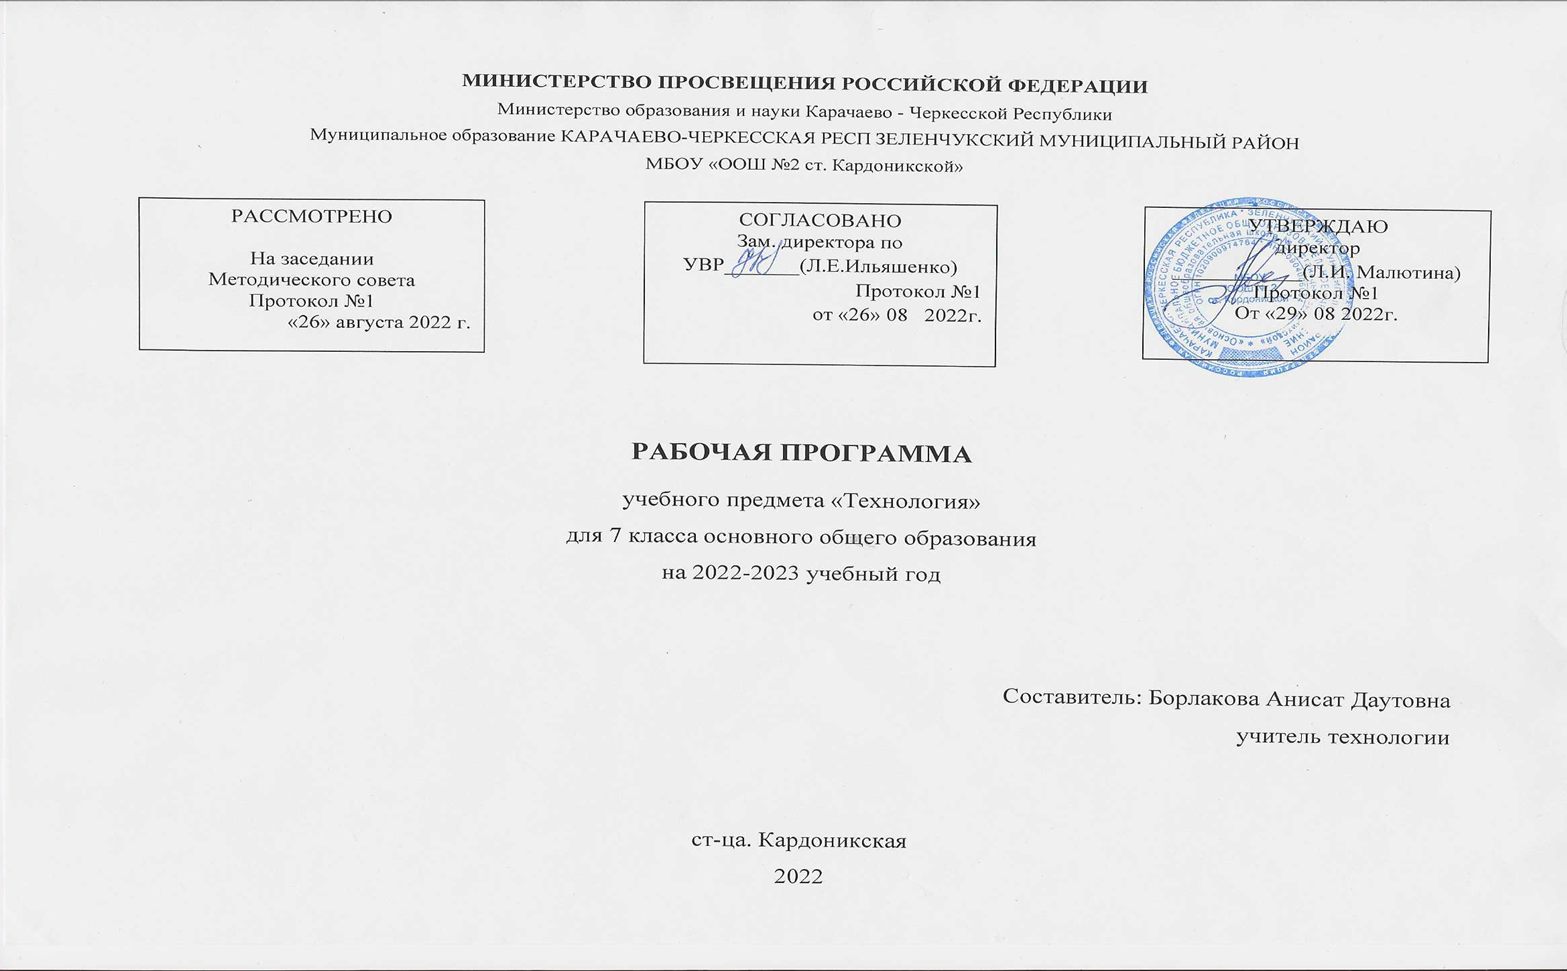 МИНИСТЕРСТВО ПРОСВЕЩЕНИЯ РОССИЙСКОЙ ФЕДЕРАЦИИ
Министерство образования и науки Карачаево - Черкесской Республики
Муниципальное образование КАРАЧАЕВО-ЧЕРКЕССКАЯ РЕСП ЗЕЛЕНЧУКСКИЙ МУНИЦИПАЛЬНЫЙ РАЙОН
МБОУ «ООШ №2 ст. Кардоникской»
РАССМОТРЕНО
На заседании
Методического совета
Протокол №1
«26» августа 2022 г.
СОГЛАСОВАНО
Зам. директора по
УВР________(Л.Е.Ильяшенко)
Протокол №1
от «26» 08 2022г.
УТВЕРЖДАЮ
директор
(Л.И. Малютина)
Протокол №1
От «29» 08 2022г.
РАБОЧАЯ ПРОГРАММА
учебного предмета «Технология»
для 7 класса основного общего образования
на 2022-2023 учебный год
Составитель: Борлакова Анисат Даутовна
учитель технологии
ст-ца. Кардоникская
2022